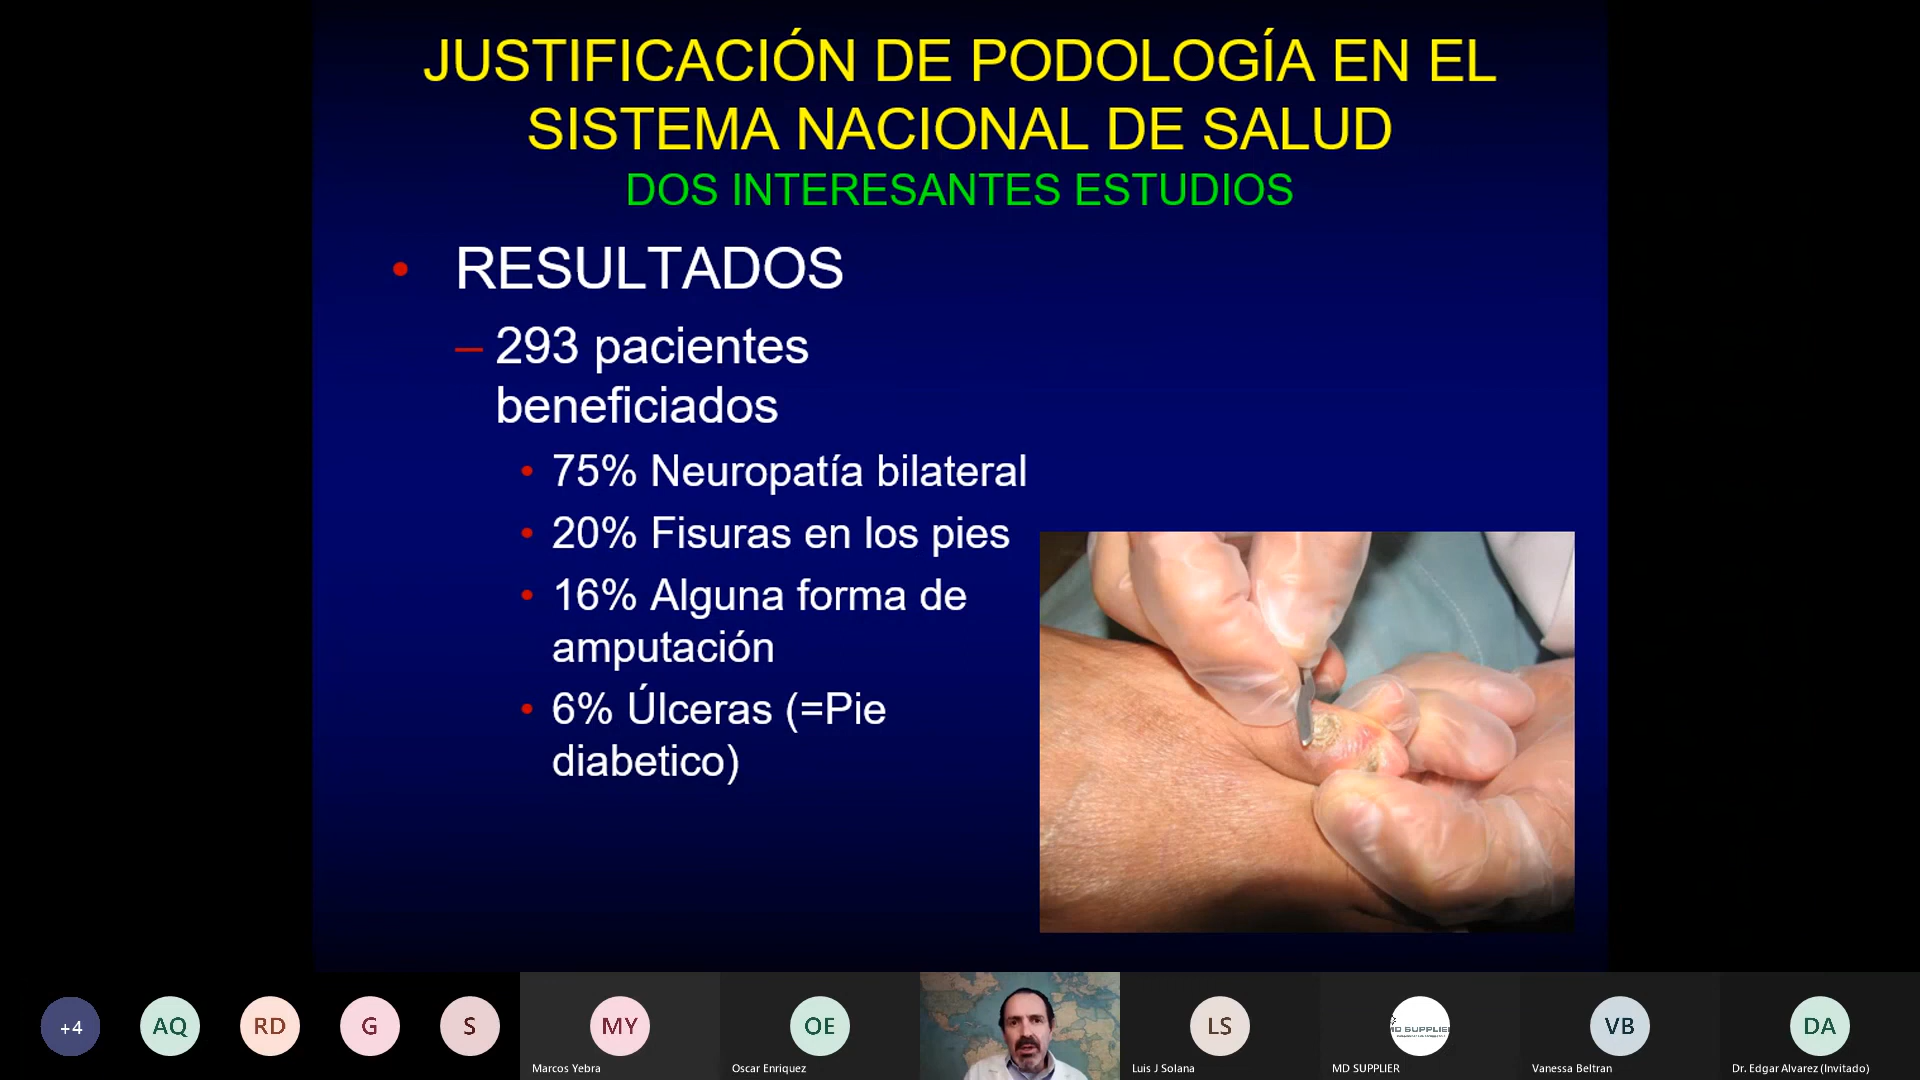 JUSTIFICACIÓN DE PODOLOGÍA EN EL
SISTEMA NACIONAL DE SALUD
DOS INTERESANTES ESTUDIOS
• RESULTADOS
– 293 pacientes
beneficiados
• 75% Neuropatía bilateral
• 20% Fisuras en los pies
• 16% Alguna forma de
amputación
• 6% Úlceras (=Pie
diabetico)
+4
AQ
RD
G
S
MY
Marcos Yebra
OE
Oscar Enriquez
LS
Luis J Solana
MD SUPPLIER
MD SUPPLIER
VB
Vanessa Beltran
DA
Dr. Edgar Alvarez (Invitado)